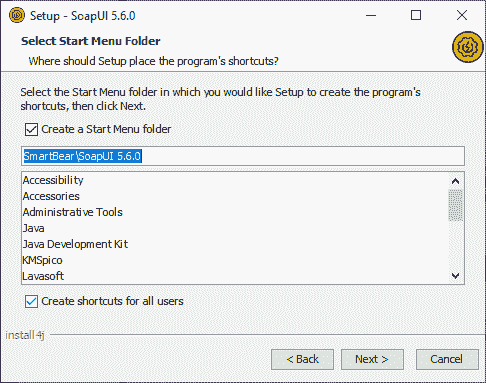 Setup - SoapUI 5.6.0
Select Start Menu Folder
Where should Setup place the program's shortcuts?
Select the Start Menu folder in which you would like Setup to create the program's
shortcuts, then click Next.
Create a Start Menu folder
SmartBear\SoapUI 5.6.0
Accessibility
Accessories
Administrative Tools
Java
Java Development Kit
KMSpico
Lavasoft
Create shortcuts for all users
install4j
< Back
Next >
Cancel